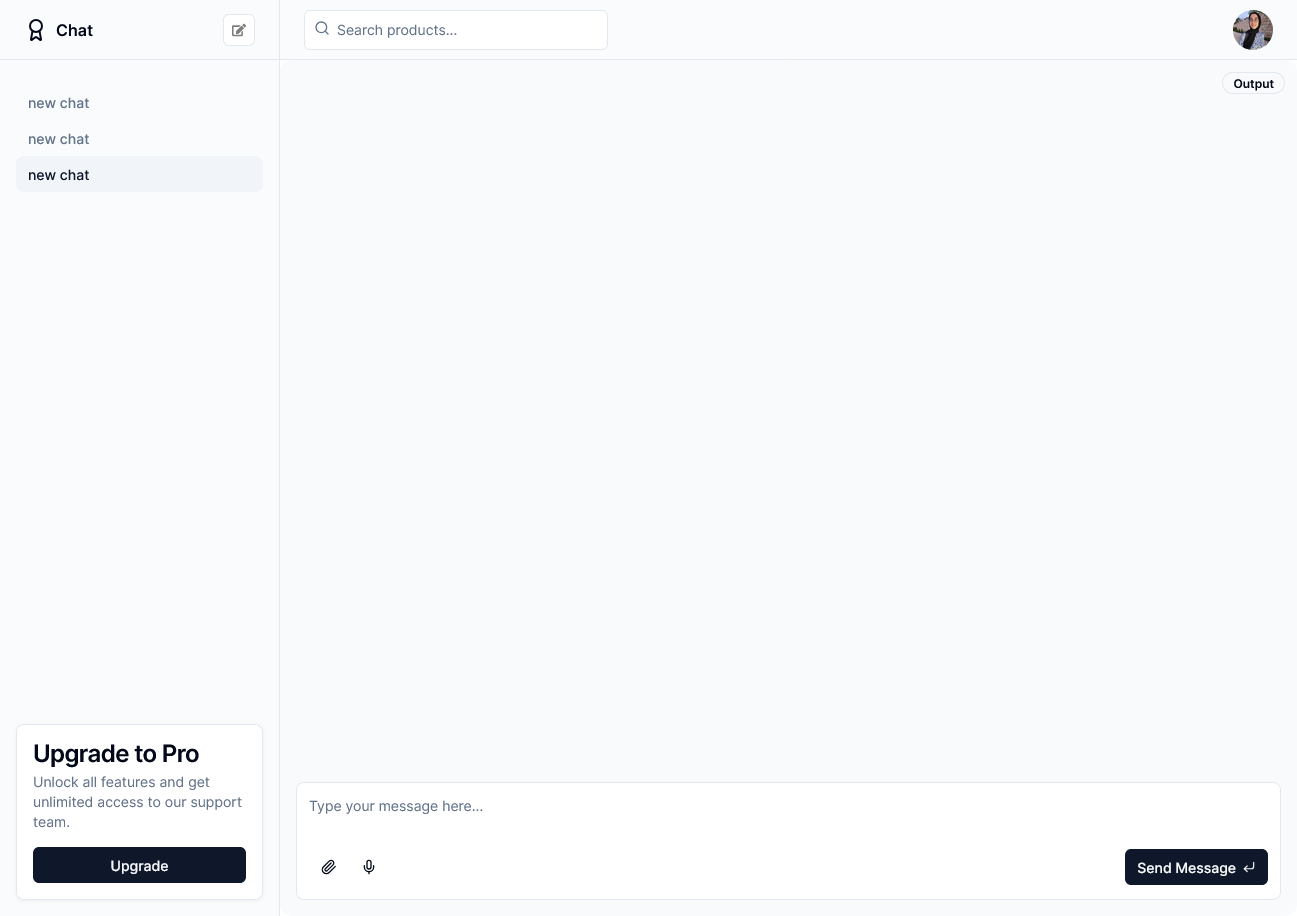 Chat
Search products...
Output
new chat
new chat
new chat
Upgrade to Pro
Unlock all features and get
unlimited access to our support
team.
Upgrade
Type your message here...
Send Message